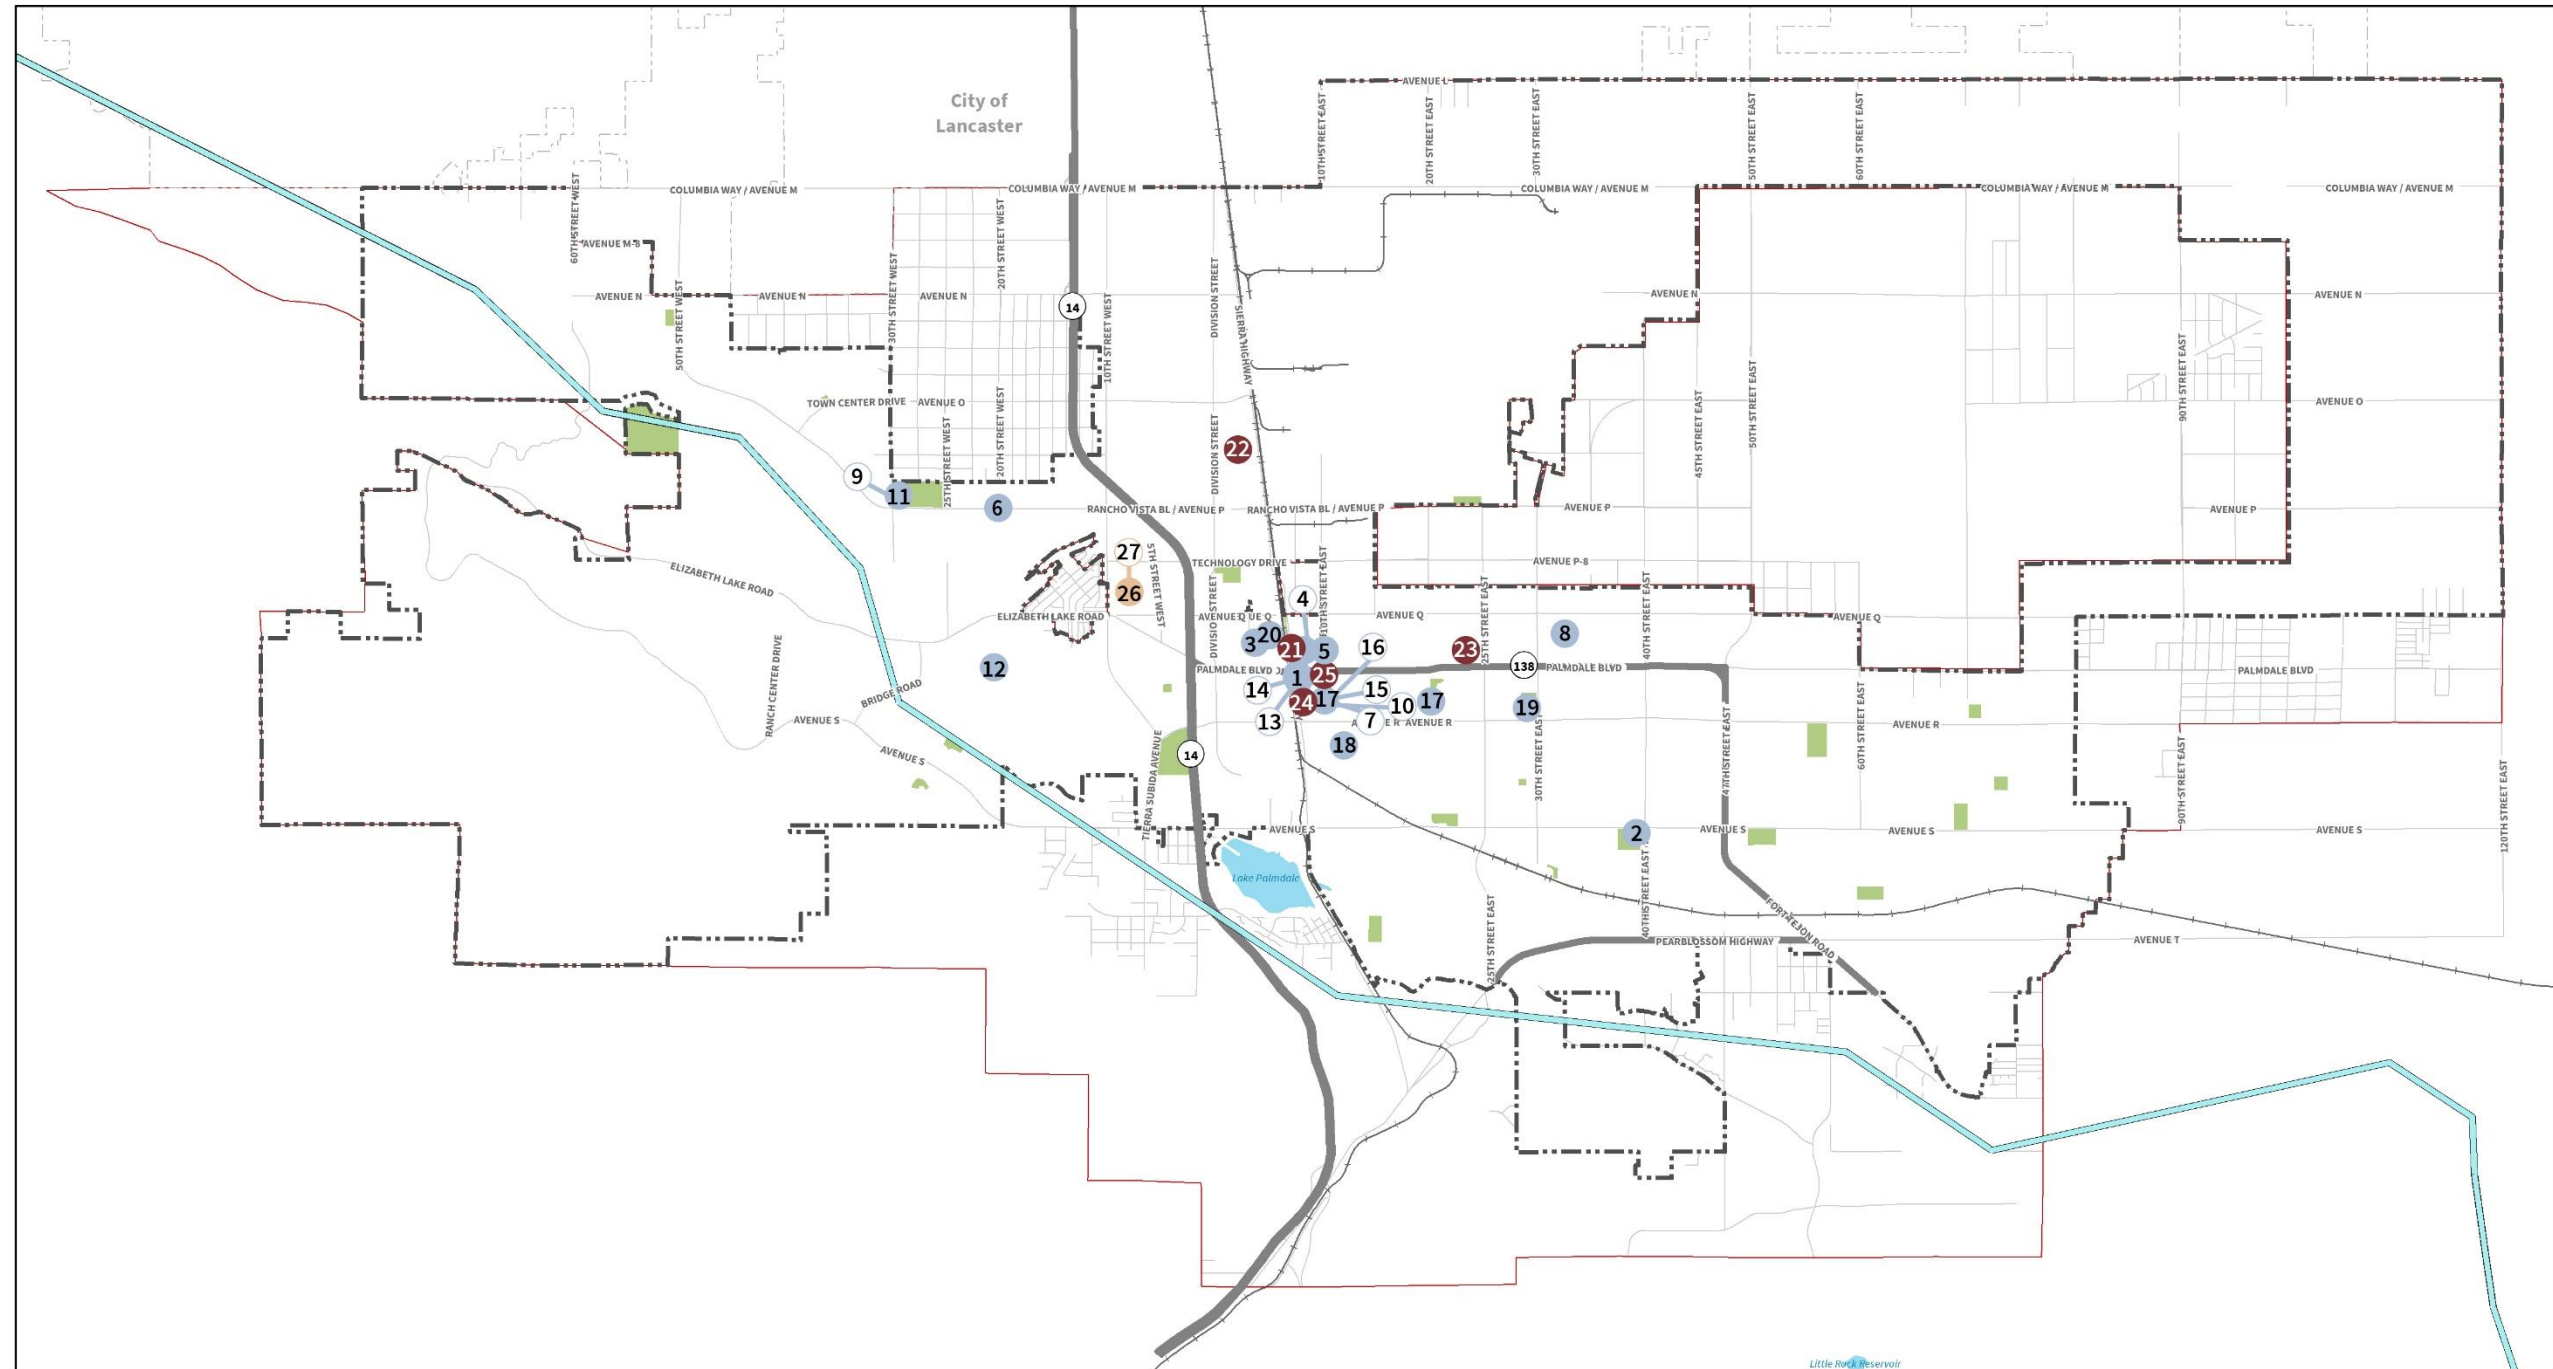 City of
Lancaster
AVENUE L
10TH STREET EAST
20TH STREET EAST
30TH STREET EAST
50TH STREET EAST
60TH STREET EAST
COLUMBIA WAY / AVENUE M
COLUMBIA WAY / AVENUE M
COLUMBIA WAY / AVENUE M
COLUMBIA WAY / AVENUE M
COLUMBIA WAY / AVENUE M
60TH STREET WEST
AVENUE M-8
20TH STREET WEST
AVENUE N
AVENUE N
AVENUE N
AVENUE N
AVENUE N
50TH STREET WEST
30TH STREET WEST
14
10TH STREET WEST
DIVISION STREET
SIERRA HIGHWAY
90TH STREET EAST
TOWN CENTER DRIVE
AVENUE O
AVENUE O
20TH STREET WEST
25TH STREET WEST
DIVISION STREET
45TH STREET EAST
50TH STREET EAST
22
9
11
6
RANCHO VISTA BL / AVENUE P
RANCHO VISTA BL / AVENUE P
AVENUE P
AVENUE P
27
26
5TH STREET WEST
TECHNOLOGY DRIVE
AVENUE P-8
ELIZABETH LAKE ROAD
ELIZABETH LAKE ROAD
DIVISION STREET
4
10TH STREET EAST
25TH STREET EAST
40TH STREET EAST
AVENUE Q
UE Q
AVENUE Q
AVENUE Q
3
20
21
5
16
23
8
12
PALMDALE BLVD
1
25
138
PALMDALE BLVD
PALMDALE BLVD
14
24
17
15
10
17
19
13
7
A
E R
AVENUE R
AVENUE R
18
RANCH CENTER DRIVE
BRIDGE ROAD
AVENUE S
AVENUE S
14
TIERRA SUBIDA AVENUE
30TH STREET EAST
47TH STREET EAST
60TH STREET EAST
90TH STREET EAST
120TH STREET EAST
AVENUE S
2
AVENUE S
AVENUE S
AVENUE S
Lake Palmdale
40TH STREET EAST
25TH STREET EAST
FORT TEJON ROAD
PEARBLOSSOM HIGHWAY
AVENUE T
Little Rock Reservoir